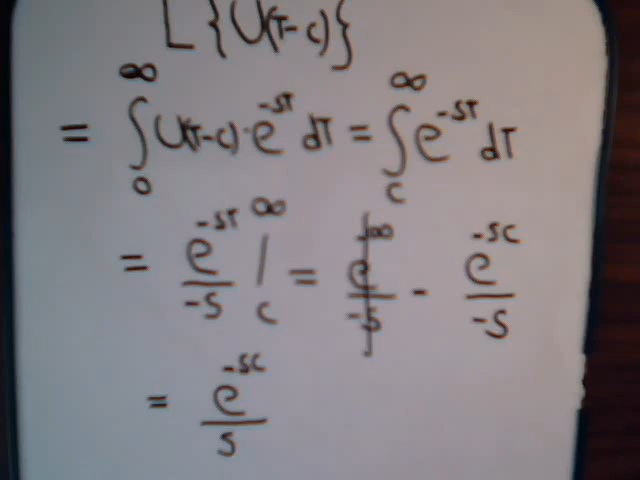 L{U(T-c)}
= ∫₀^∞ U(T-c)·e^-ST dT = ∫_c^∞ e^-ST dT
= e^-ST/-S |_c^∞ = e^-∞/-S - e^-SC/-S
= e^-SC/S